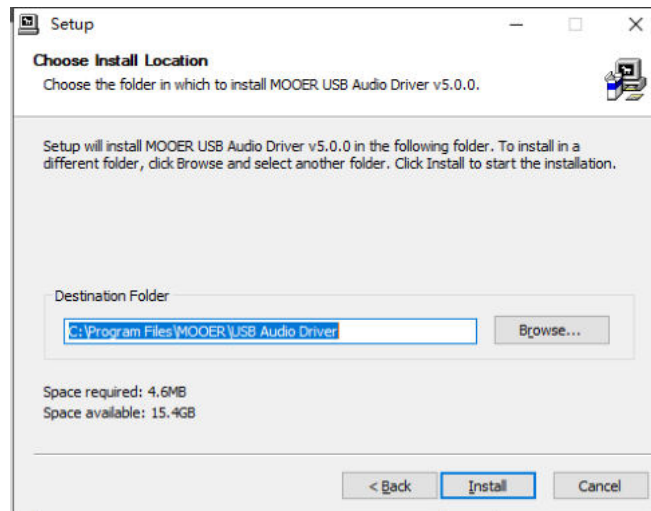 Setup
Choose Install Location
Choose the folder in which to install MOOER USB Audio Driver v5.0.0.
Setup will install MOOER USB Audio Driver v5.0.0 in the following folder. To install in a
different folder, click Browse and select another folder. Click Install to start the installation.
Destination Folder
C:\Program Files\MOOER\USB Audio Driver
Browse...
Space required: 4.6MB
Space available: 15.4GB
< Back
Install
Cancel